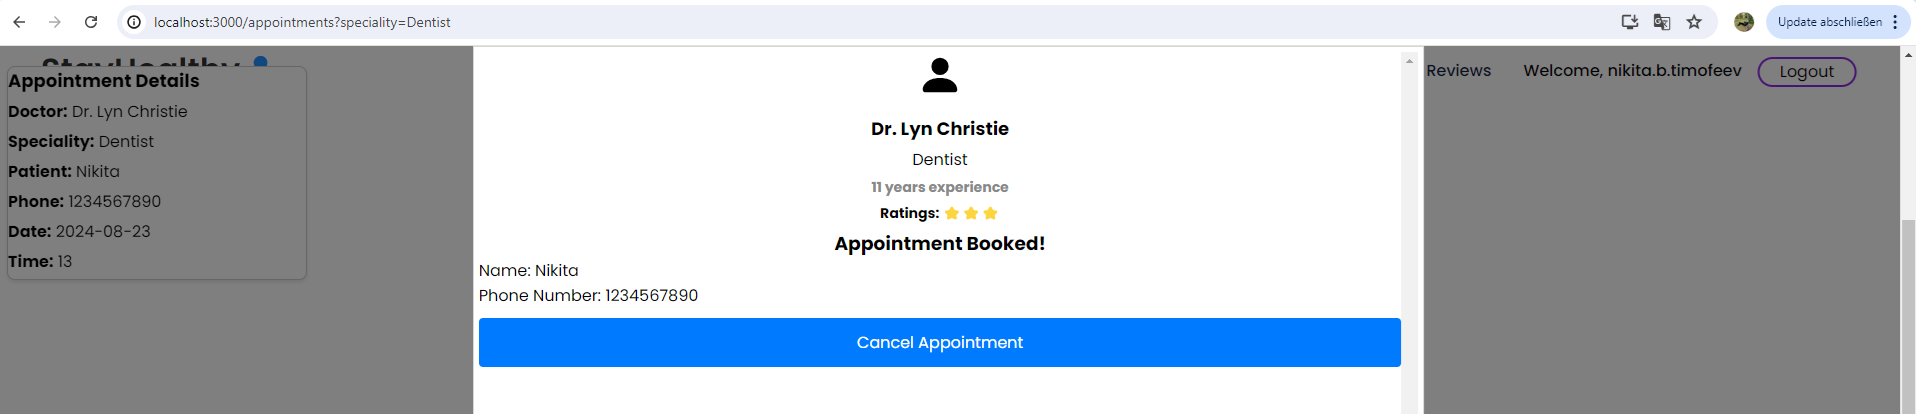 localhost:3000/appointments?speciality=Dentist
Update abschließen
StayHealthy
Reviews
Welcome, nikita.b.timofeev
Logout
Appointment Details
Doctor: Dr. Lyn Christie
Speciality: Dentist
Patient: Nikita
Phone: 1234567890
Date: 2024-08-23
Time: 13
Dr. Lyn Christie
Dentist
11 years experience
Ratings:
Appointment Booked!
Name: Nikita
Phone Number: 1234567890
Cancel Appointment